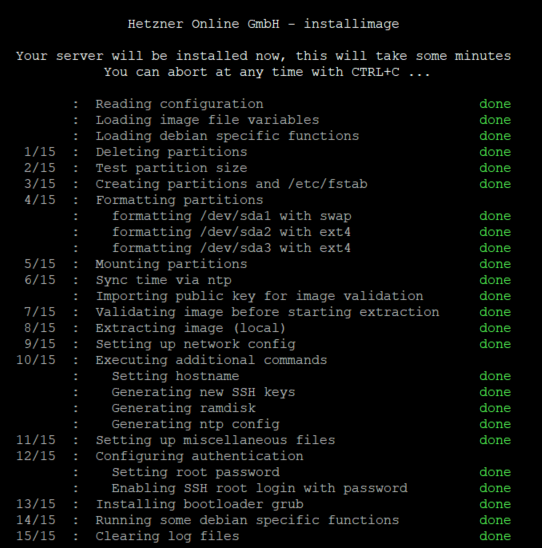 Hetzner Online GmbH - installimage
Your server will be installed now, this will take some minutes
You can abort at any time with CTRL+C ...
: Reading configuration done
: Loading image file variables done
: Loading debian specific functions done
1/15 : Deleting partitions done
2/15 : Test partition size done
3/15 : Creating partitions and /etc/fstab done
4/15 : Formatting partitions
: formatting /dev/sda1 with swap done
: formatting /dev/sda2 with ext4 done
: formatting /dev/sda3 with ext4 done
5/15 : Mounting partitions done
6/15 : Sync time via ntp done
: Importing public key for image validation done
7/15 : Validating image before starting extraction done
8/15 : Extracting image (local) done
9/15 : Setting up network config done
10/15 : Executing additional commands
: Setting hostname done
: Generating new SSH keys done
: Generating ramdisk done
: Generating ntp config done
11/15 : Setting up miscellaneous files done
12/15 : Configuring authentication
: Setting root password done
: Enabling SSH root login with password done
13/15 : Installing bootloader grub done
14/15 : Running some debian specific functions done
15/15 : Clearing log files done